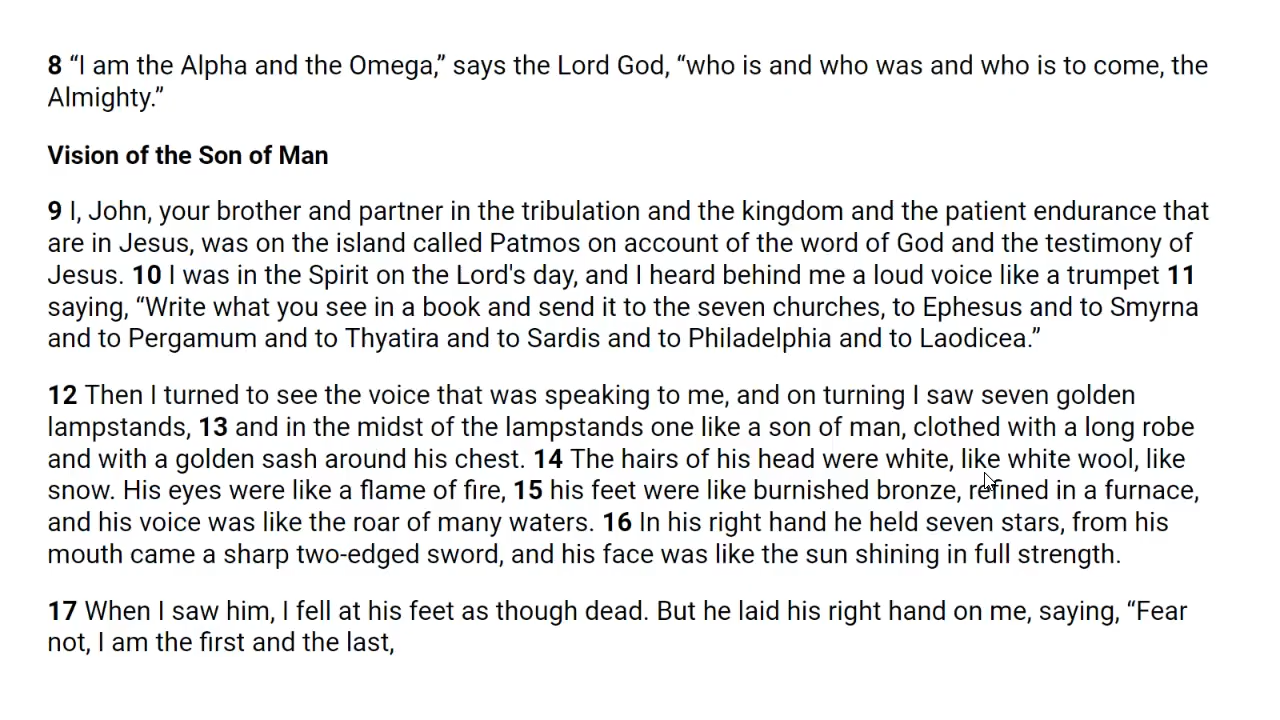 8 “I am the Alpha and the Omega,” says the Lord God, “who is and who was and who is to come, the
Almighty.”
Vision of the Son of Man
9 I, John, your brother and partner in the tribulation and the kingdom and the patient endurance that
are in Jesus, was on the island called Patmos on account of the word of God and the testimony of
Jesus. 10 I was in the Spirit on the Lord's day, and I heard behind me a loud voice like a trumpet 11
saying, “Write what you see in a book and send it to the seven churches, to Ephesus and to Smyrna
and to Pergamum and to Thyatira and to Sardis and to Philadelphia and to Laodicea.”
12 Then I turned to see the voice that was speaking to me, and on turning I saw seven golden
lampstands, 13 and in the midst of the lampstands one like a son of man, clothed with a long robe
and with a golden sash around his chest. 14 The hairs of his head were white, like white wool, like
snow. His eyes were like a flame of fire, 15 his feet were like burnished bronze, refined in a furnace,
and his voice was like the roar of many waters. 16 In his right hand he held seven stars, from his
mouth came a sharp two-edged sword, and his face was like the sun shining in full strength.
17 When I saw him, I fell at his feet as though dead. But he laid his right hand on me, saying, “Fear
not, I am the first and the last,